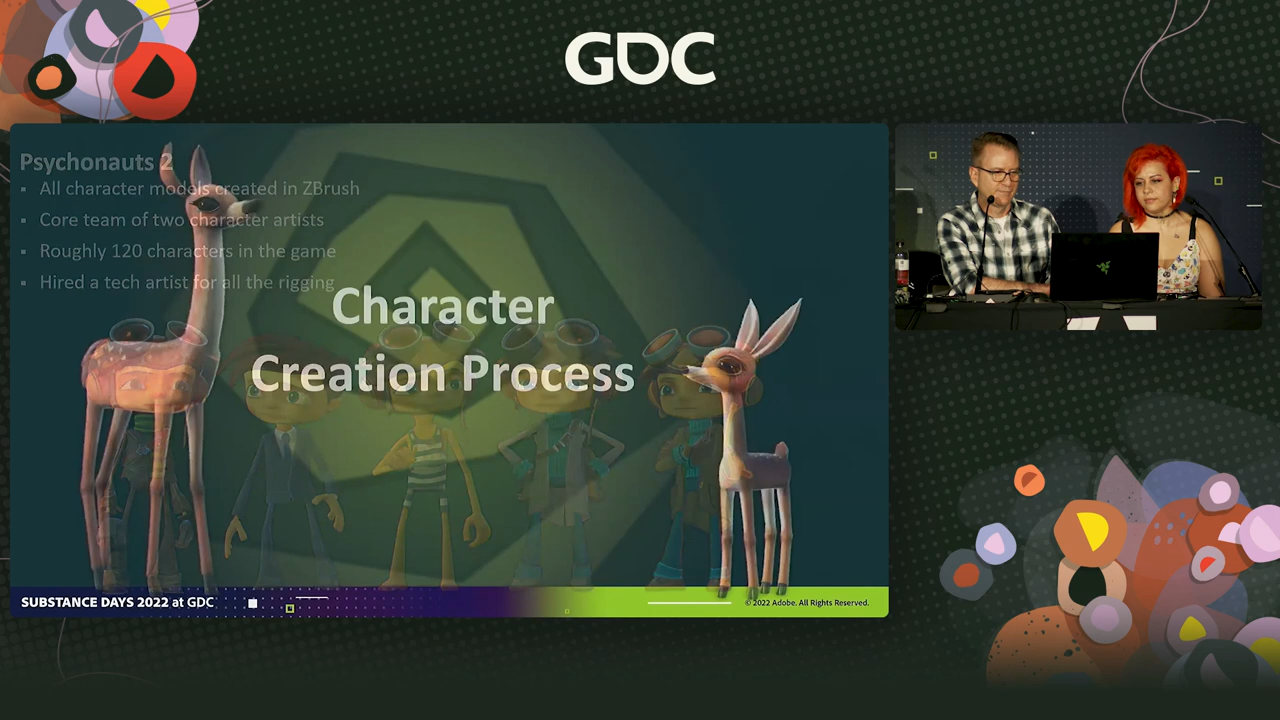 GDC
Psychonauts 2
▪ All character models created in ZBrush
▪ Core team of two character artists
▪ Roughly 120 characters in the game
▪ Hired a tech artist for all the rigging
Character
Creation Process
SUBSTANCE DAYS 2022 at GDC
© 2022 Adobe. All Rights Reserved.